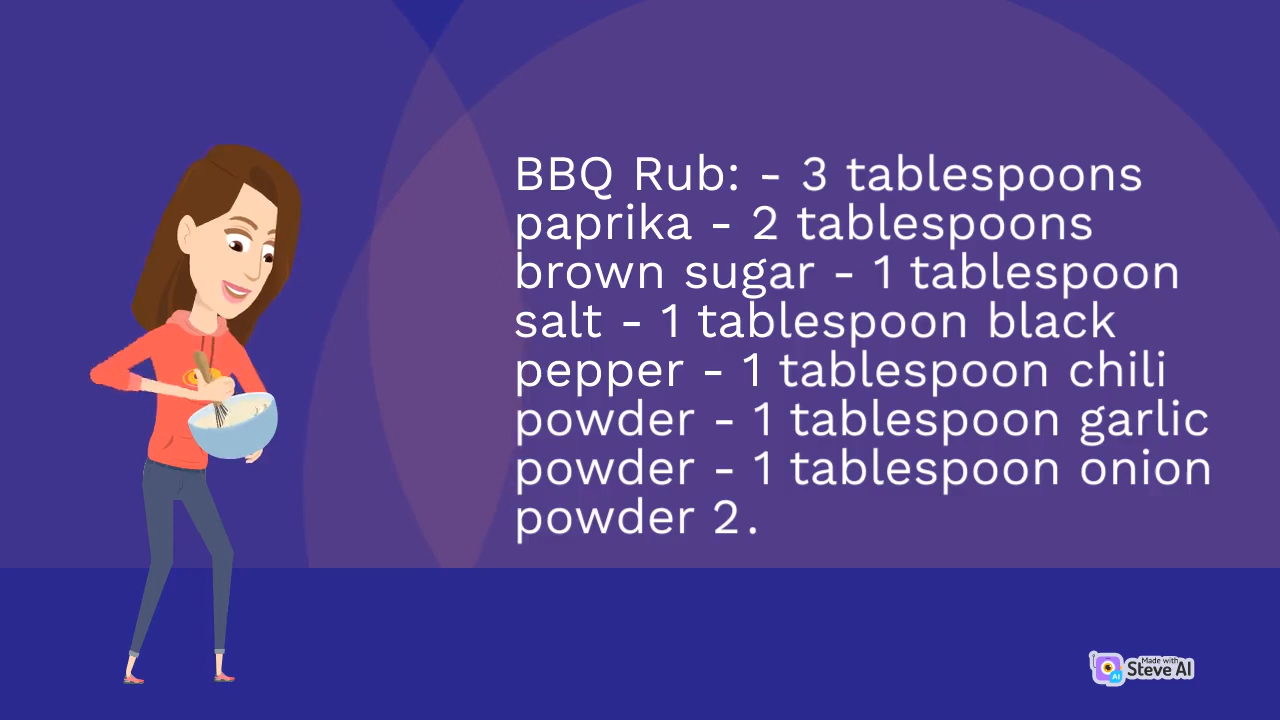 BBQ Rub: - 3 tablespoons
paprika - 2 tablespoons
brown sugar - 1 tablespoon
salt - 1 tablespoon black
pepper - 1 tablespoon chili
powder - 1 tablespoon garlic
powder - 1 tablespoon onion
powder 2.
Made with
Steve AI
AI